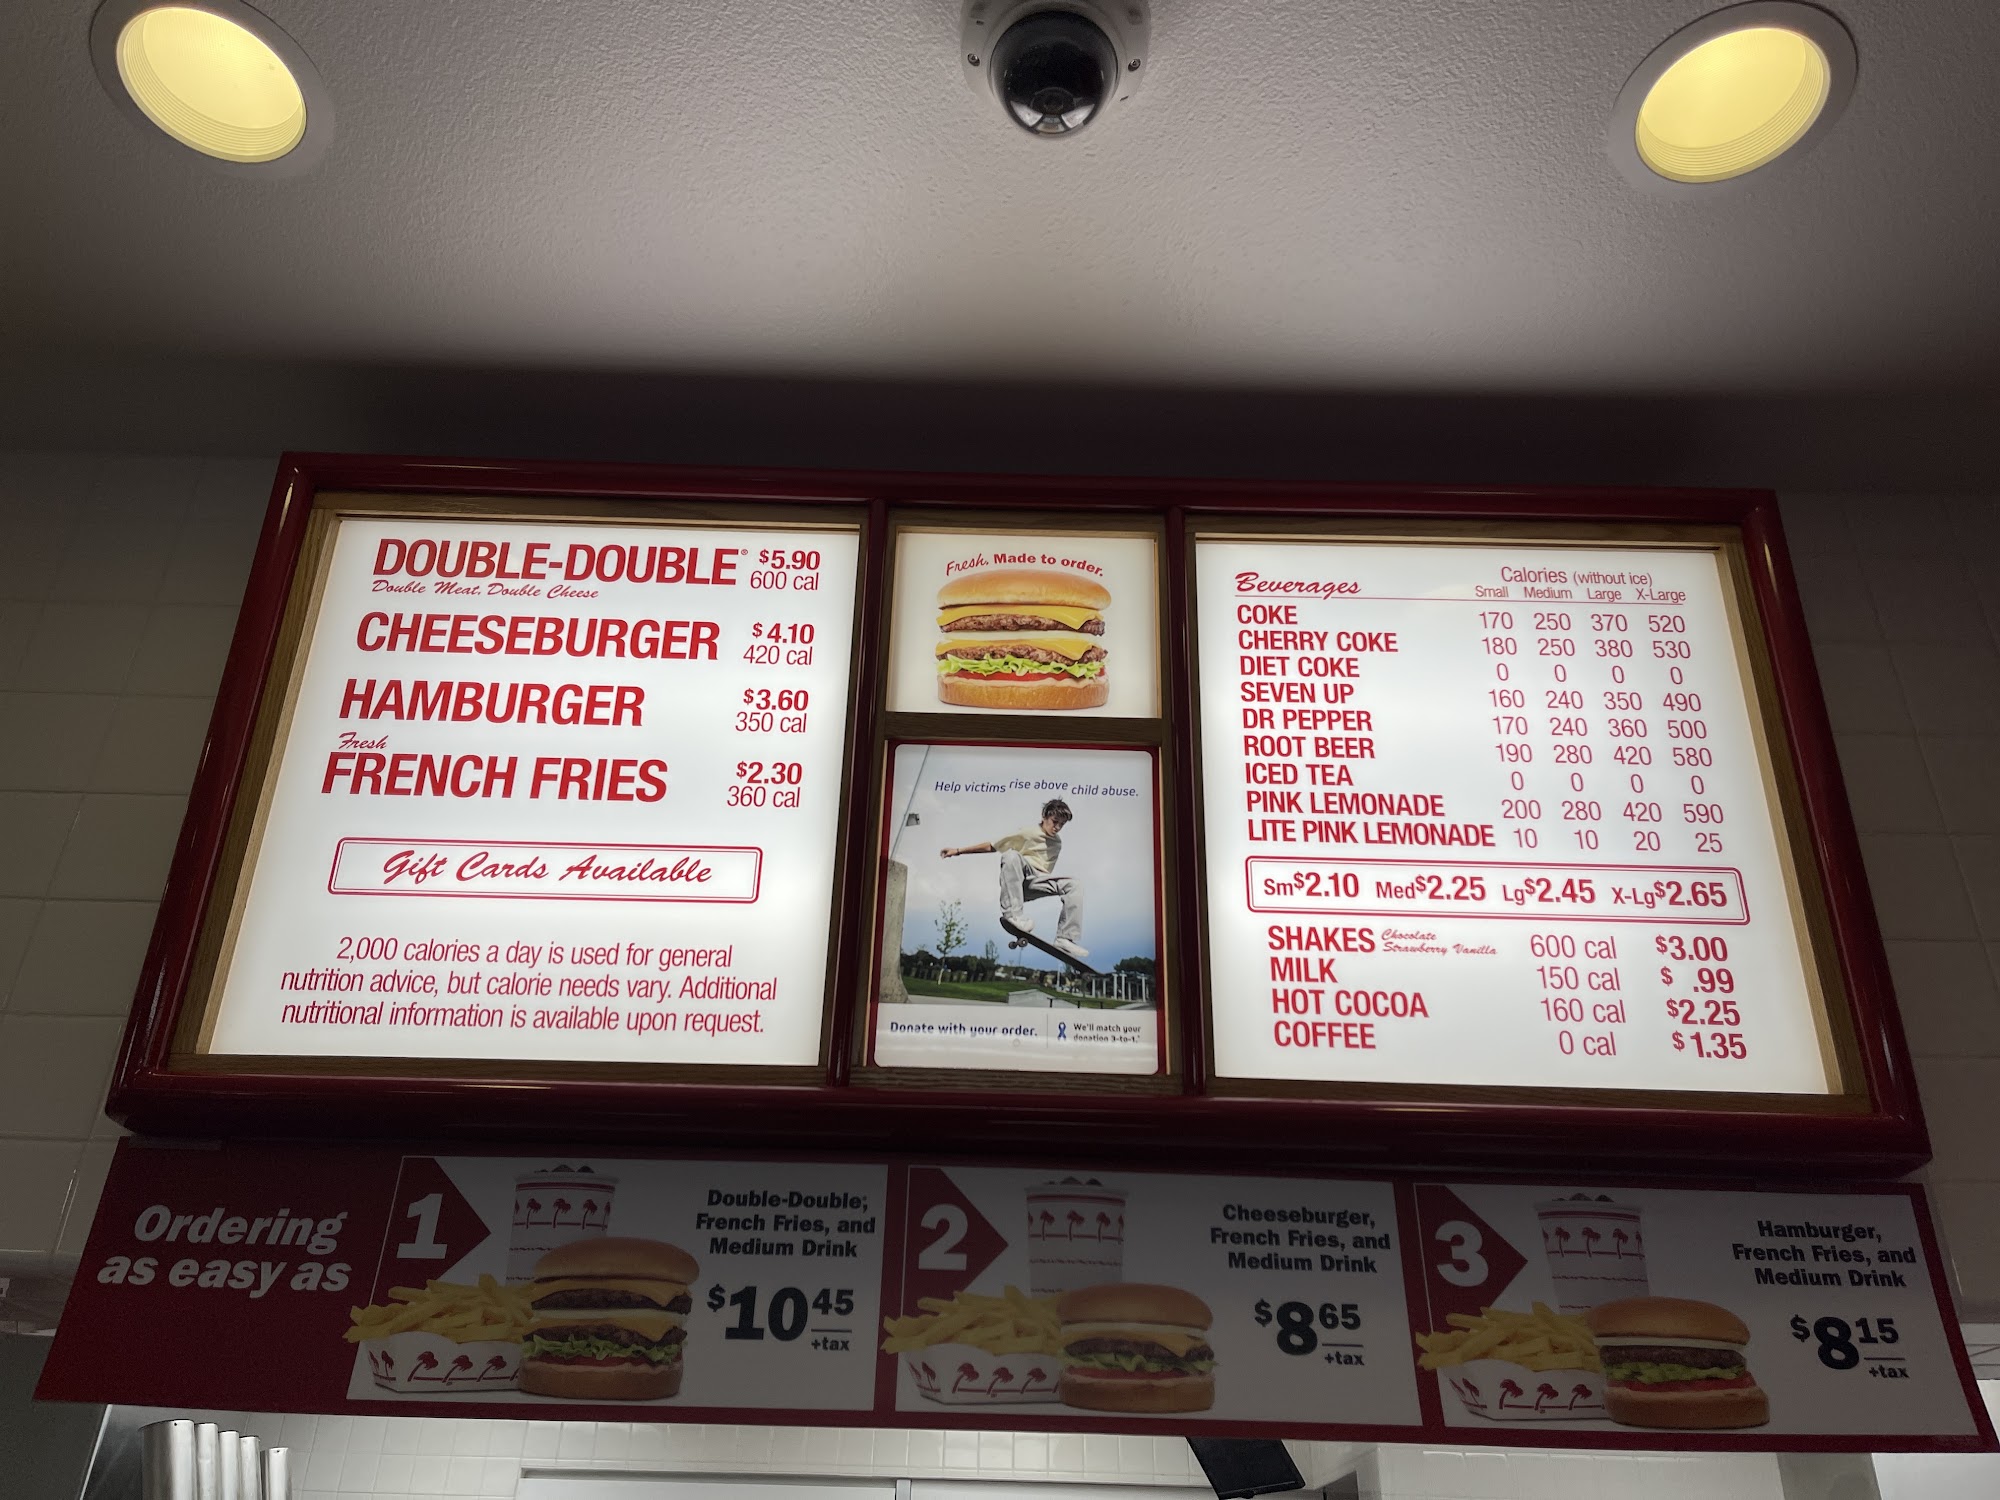 DOUBLE-DOUBLE® $5.90
Double Meat, Double Cheese 600 cal
CHEESEBURGER $4.10
420 cal
HAMBURGER $3.60
350 cal
Fresh
FRENCH FRIES $2.30
360 cal
Gift Cards Available
2,000 calories a day is used for general
nutrition advice, but calorie needs vary. Additional
nutritional information is available upon request.
Fresh. Made to order.
Help victims rise above child abuse.
Donate with your order.
We'll match your
donation 3-to-1.*
Beverages Calories (without ice)
Small Medium Large X-Large
COKE 170 250 370 520
CHERRY COKE 180 250 380 530
DIET COKE 0 0 0 0
SEVEN UP 160 240 350 490
DR PEPPER 170 240 360 500
ROOT BEER 190 280 420 580
ICED TEA 0 0 0 0
PINK LEMONADE 200 280 420 590
LITE PINK LEMONADE 10 10 20 25
Sm$2.10 Med$2.25 Lg$2.45 X-Lg$2.65
SHAKES Chocolate Strawberry Vanilla 600 cal $3.00
MILK 150 cal $ .99
HOT COCOA 160 cal $2.25
COFFEE 0 cal $1.35
Ordering
as easy as
1
Double-Double,
French Fries, and
Medium Drink
$10 45
+tax
2
Cheeseburger,
French Fries, and
Medium Drink
$8 65
+tax
3
Hamburger,
French Fries, and
Medium Drink
$8 15
+tax